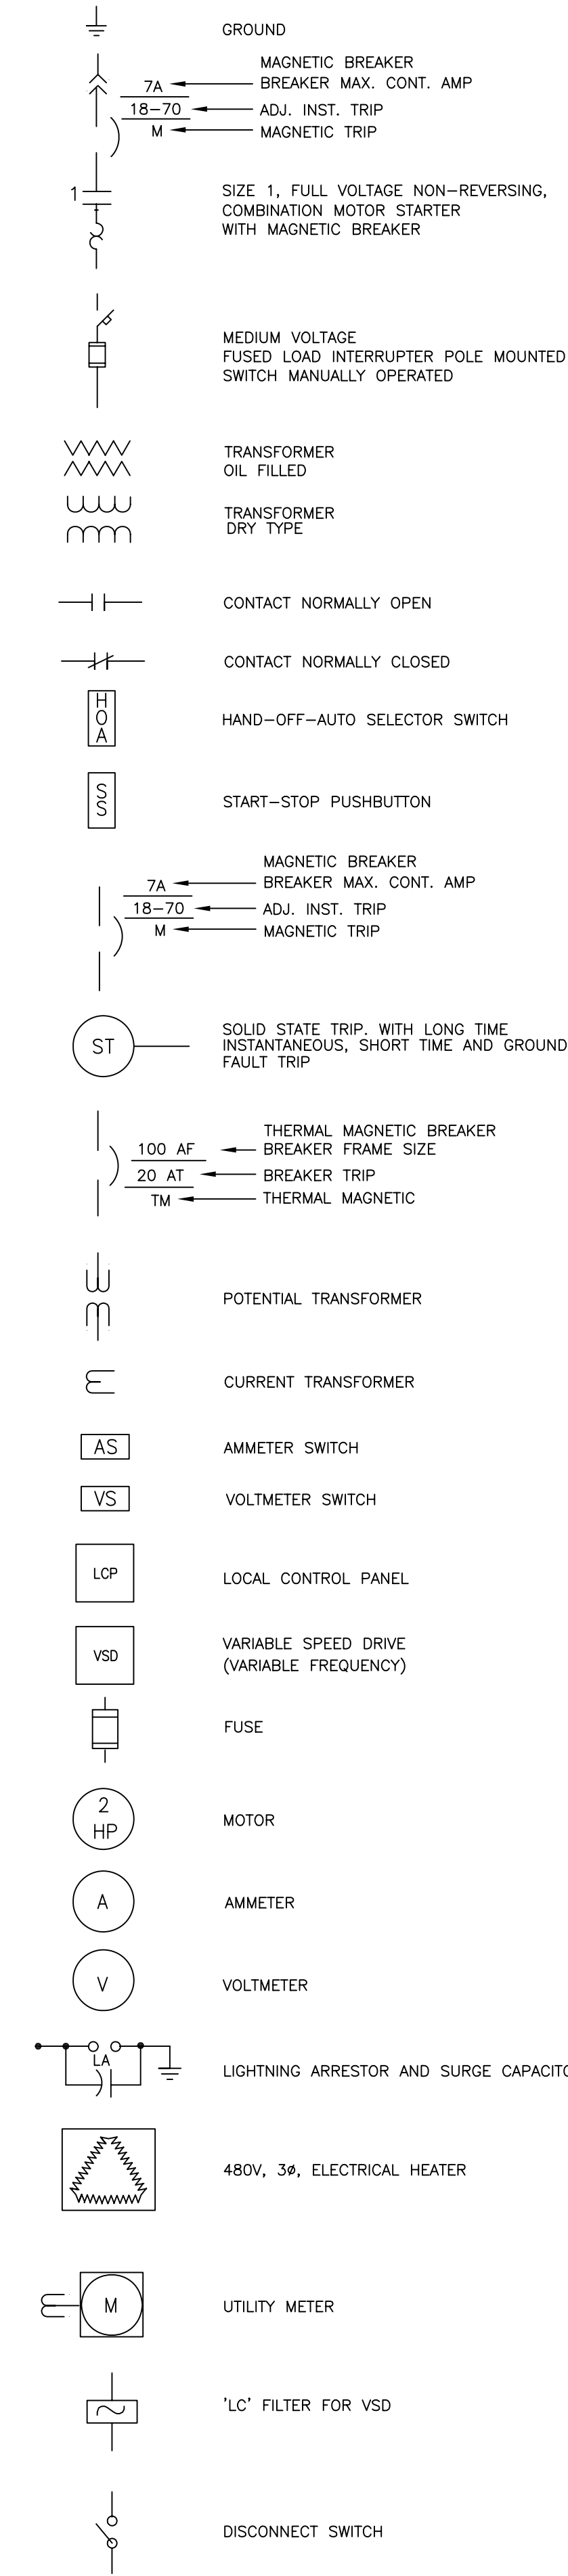 GROUND
MAGNETIC BREAKER
7A BREAKER MAX. CONT. AMP
18-70 ADJ. INST. TRIP
M MAGNETIC TRIP
1 SIZE 1, FULL VOLTAGE NON-REVERSING,
COMBINATION MOTOR STARTER
WITH MAGNETIC BREAKER
MEDIUM VOLTAGE
FUSED LOAD INTERRUPTER POLE MOUNTED
SWITCH MANUALLY OPERATED
TRANSFORMER
OIL FILLED
TRANSFORMER
DRY TYPE
CONTACT NORMALLY OPEN
CONTACT NORMALLY CLOSED
H
O
A
HAND-OFF-AUTO SELECTOR SWITCH
S
S
START-STOP PUSHBUTTON
MAGNETIC BREAKER
7A BREAKER MAX. CONT. AMP
18-70 ADJ. INST. TRIP
M MAGNETIC TRIP
SOLID STATE TRIP. WITH LONG TIME
ST INSTANTANEOUS, SHORT TIME AND GROUND
FAULT TRIP
THERMAL MAGNETIC BREAKER
100 AF BREAKER FRAME SIZE
20 AT BREAKER TRIP
TM THERMAL MAGNETIC
POTENTIAL TRANSFORMER
CURRENT TRANSFORMER
AS AMMETER SWITCH
VS VOLTMETER SWITCH
LCP LOCAL CONTROL PANEL
VARIABLE SPEED DRIVE
VSD (VARIABLE FREQUENCY)
FUSE
2
HP
MOTOR
A AMMETER
V VOLTMETER
LA
LIGHTNING ARRESTOR AND SURGE CAPACITO
480V, 3ø, ELECTRICAL HEATER
M UTILITY METER
'LC' FILTER FOR VSD
DISCONNECT SWITCH